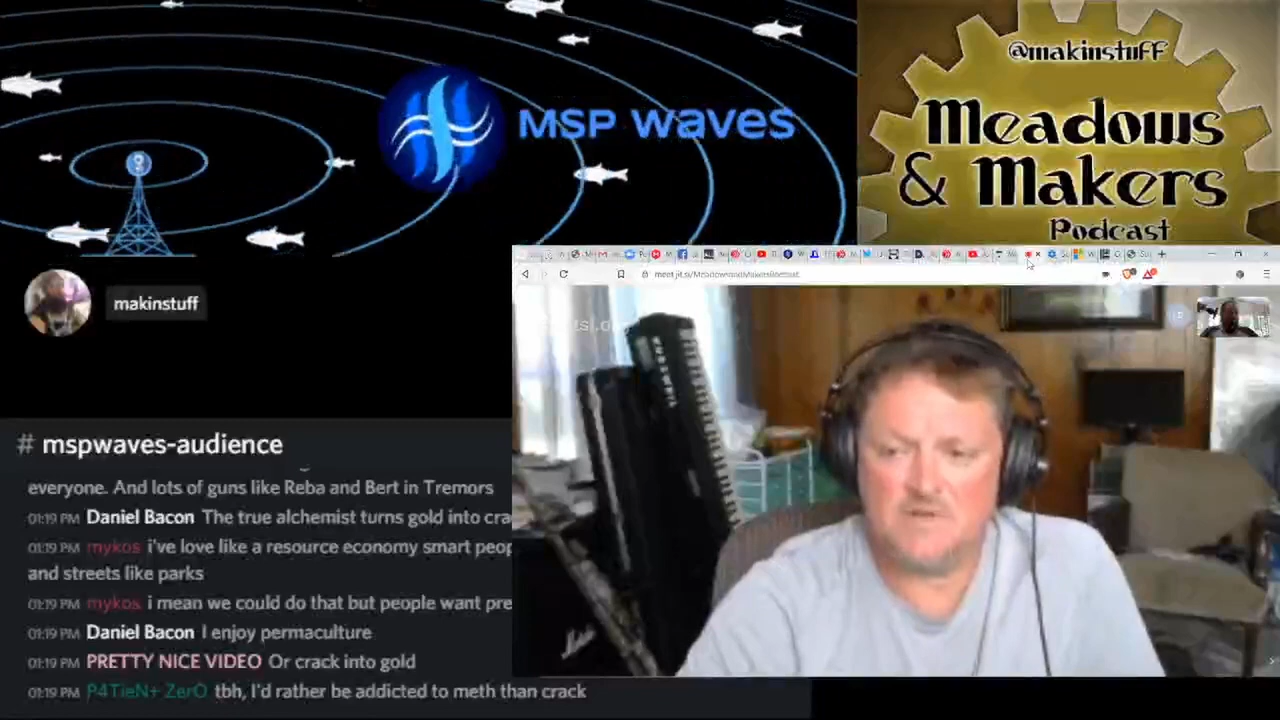 MSP waves
@makinstuff
Meadows
& Makers
Podcast
makinstuff
# mspwaves-audience
everyone. And lots of guns like Reba and Bert in Tremors
01:19 PM Daniel Bacon The true alchemist turns gold into cra
01:19 PM mykos i've love like a resource economy smart peop
and streets like parks
01:19 PM mykos i mean we could do that but people want pre
01:19 PM Daniel Bacon I enjoy permaculture
01:19 PM PRETTY NICE VIDEO Or crack into gold
01:19 PM P4TieN+ ZerO tbh, I'd rather be addicted to meth than crack